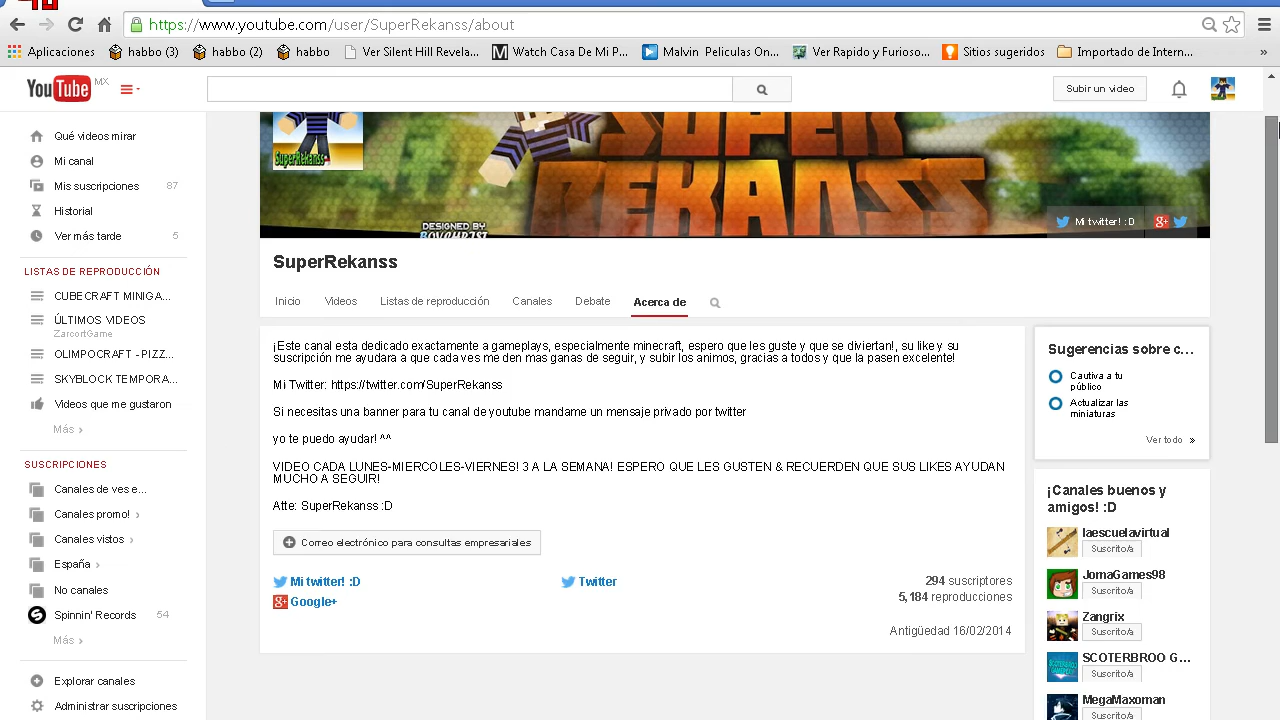 https://www.youtube.com/user/SuperRekanss/about
Aplicaciones habbo (3) habbo (2) habbo Ver Silent Hill Revela... Watch Casa De Mi P... Malvin Peliculas On... Ver Rapido y Furioso... Sitios sugeridos Importado de Intern... »
YouTube MX Subir un video
Qué videos mirar
Mi canal
Mis suscripciones 87
Historial
Ver más tarde 5
LISTAS DE REPRODUCCIÓN
CUBECRAFT MINIGA...
ÚLTIMOS VIDEOS
ZarcortGame
OLIMPOCRAFT - PIZZ...
SKYBLOCK TEMPORA...
Videos que me gustaron
Más ›
SUSCRIPCIONES
Canales de ves e...
Canales promo! ›
Canales vistos ›
España ›
No canales
Spinnin' Records 54
Más ›
Explorar canales
Administrar suscripciones
SuperRekanss
SUPER
REKANSS
DESIGNED BY
Mi twitter! :D
SuperRekanss
Inicio Videos Listas de reproducción Canales Debate Acerca de
¡Este canal esta dedicado exactamente a gameplays, especialmente minecraft, espero que les guste y que se diviertan!, su like y su
suscripción me ayudara a que cada ves me den mas ganas de seguir, y subir los animos, gracias a todos y que la pasen excelente!
Mi Twitter: https://twitter.com/SuperRekanss
Si necesitas una banner para tu canal de youtube mandame un mensaje privado por twitter
yo te puedo ayudar! ^^
VIDEO CADA LUNES-MIERCOLES-VIERNES! 3 A LA SEMANA! ESPERO QUE LES GUSTEN & RECUERDEN QUE SUS LIKES AYUDAN
MUCHO A SEGUIR!
Atte: SuperRekanss :D
Correo electrónico para consultas empresariales
Mi twitter! :D Twitter 294 suscriptores
Google+ 5,184 reproducciones
Antigüedad 16/02/2014
Sugerencias sobre c...
Cautiva a tu
público
Actualizar las
miniaturas
Ver todo »
¡Canales buenos y
amigos! :D
laescuelavirtual
Suscrito/a
JomaGames98
Suscrito/a
Zangrix
Suscrito/a
SCOTERBROO G...
Suscrito/a
MegaMaxoman
Suscrito/a